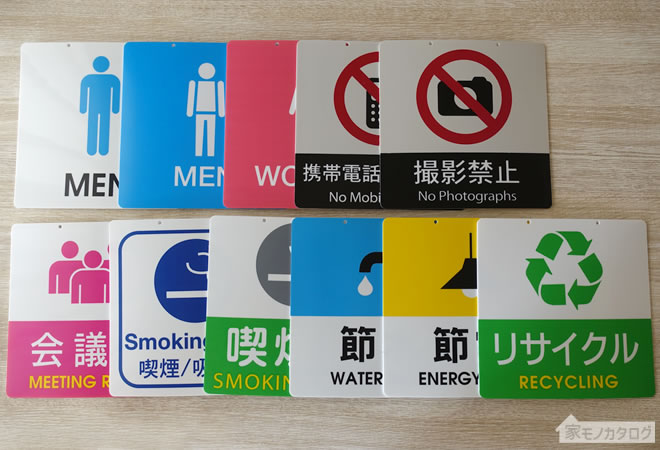 MEN
MEN
WO
携帯電話
No Mobi
撮影禁止
No Photographs
会議
MEETING R
Smoking
喫煙/吸
喫煙
SMOKING
節
WATER
節
ENERGY
リサイクル
RECYCLING
家モノカタログ